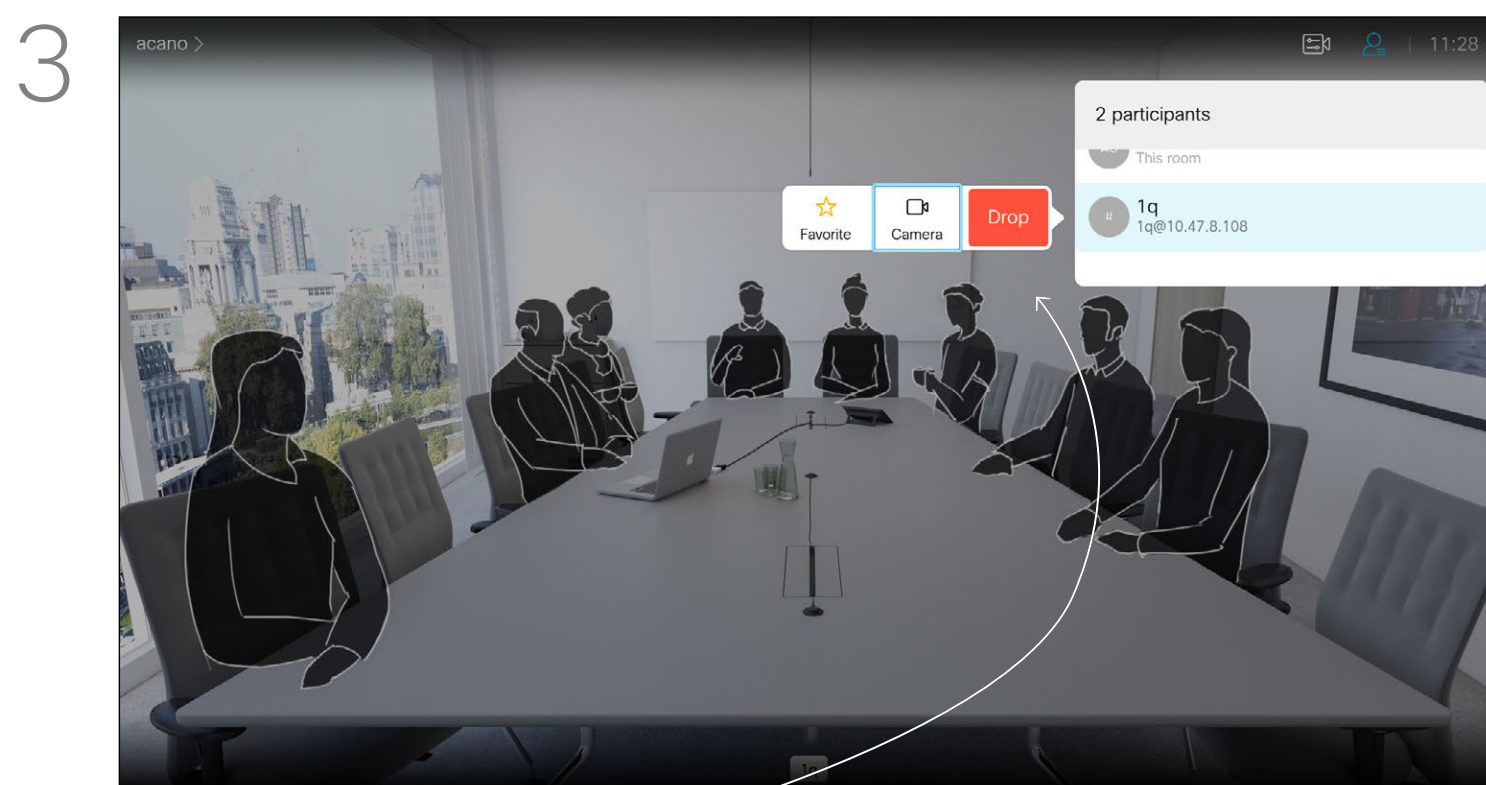 3
acano >
11:28
2 participants
This room
Favorite
Camera
Drop
#
1q
1q@10.47.8.108